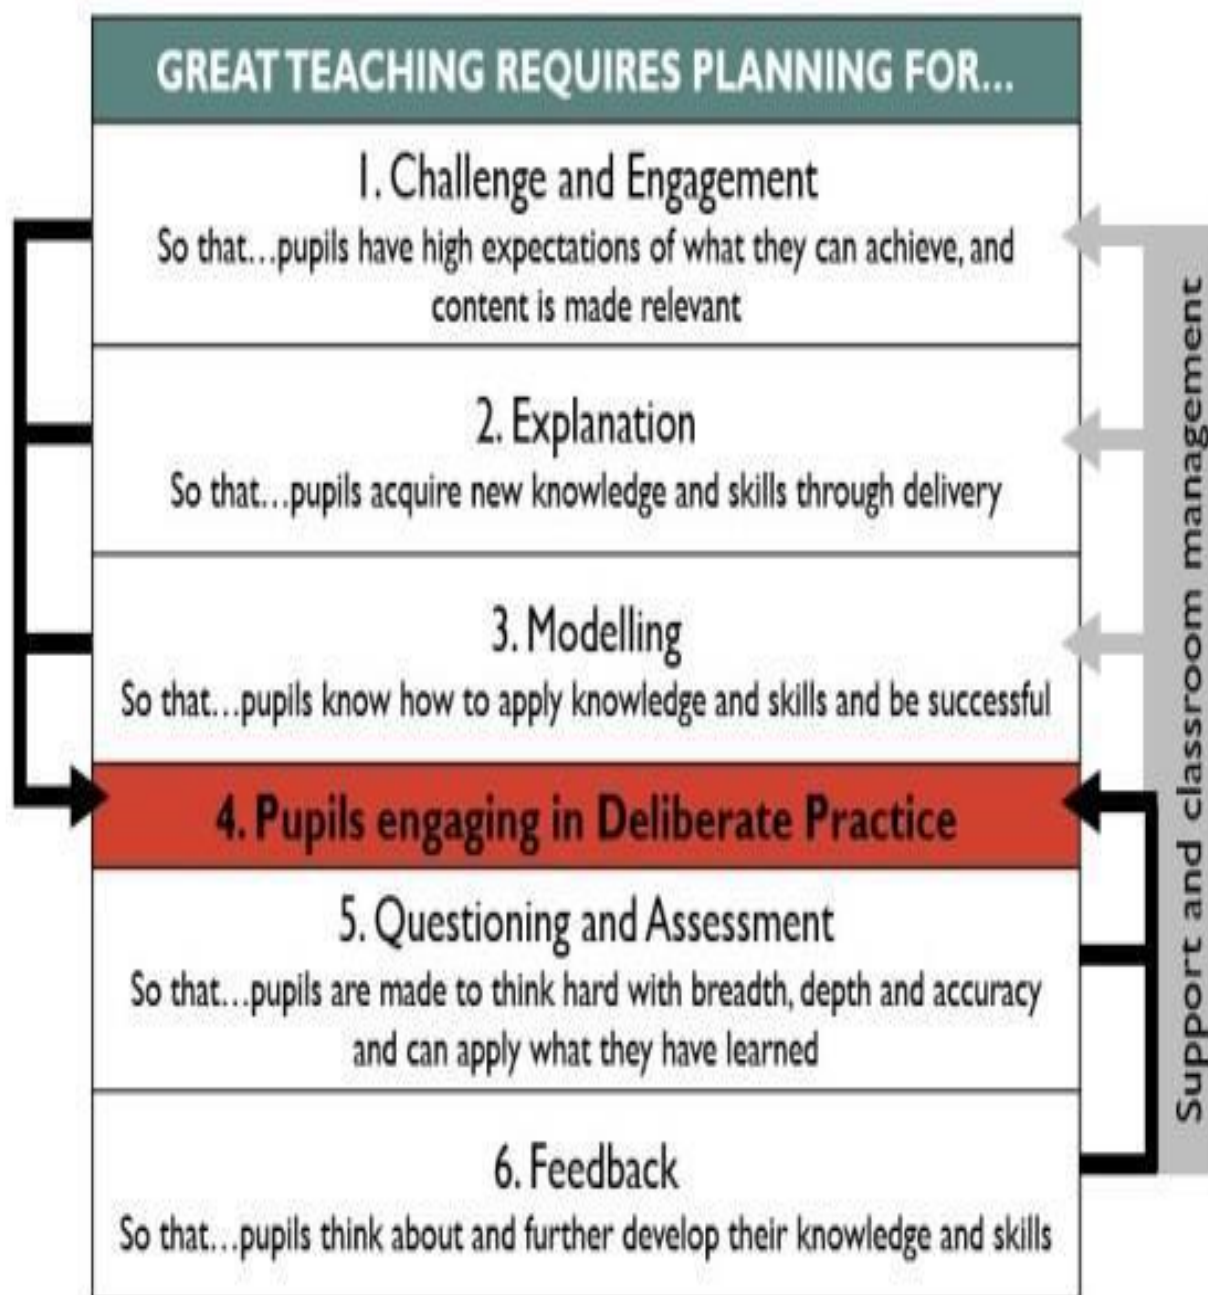 GREAT TEACHING REQUIRES PLANNING FOR...
1. Challenge and Engagement
So that...pupils have high expectations of what they can achieve, and
content is made relevant
2. Explanation
So that...pupils acquire new knowledge and skills through delivery
3. Modelling
So that...pupils know how to apply knowledge and skills and be successful
4. Pupils engaging in Deliberate Practice
5. Questioning and Assessment
So that...pupils are made to think hard with breadth, depth and accuracy
and can apply what they have learned
6. Feedback
So that...pupils think about and further develop their knowledge and skills
Support and classroom management